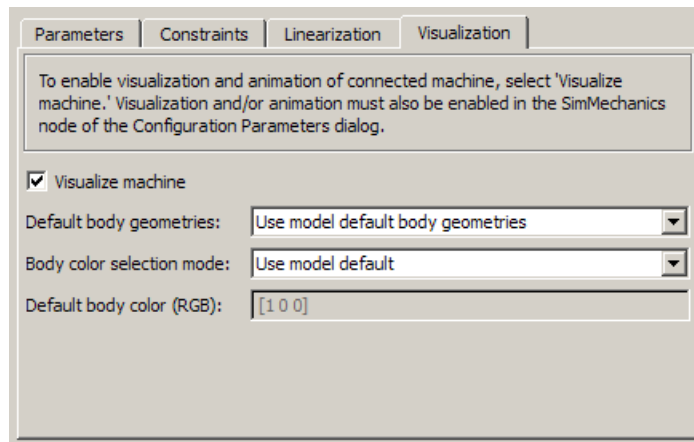 Parameters Constraints Linearization Visualization
To enable visualization and animation of connected machine, select 'Visualize
machine.' Visualization and/or animation must also be enabled in the SimMechanics
node of the Configuration Parameters dialog.
Visualize machine
Default body geometries: Use model default body geometries
Body color selection mode: Use model default
Default body color (RGB): [1 0 0]